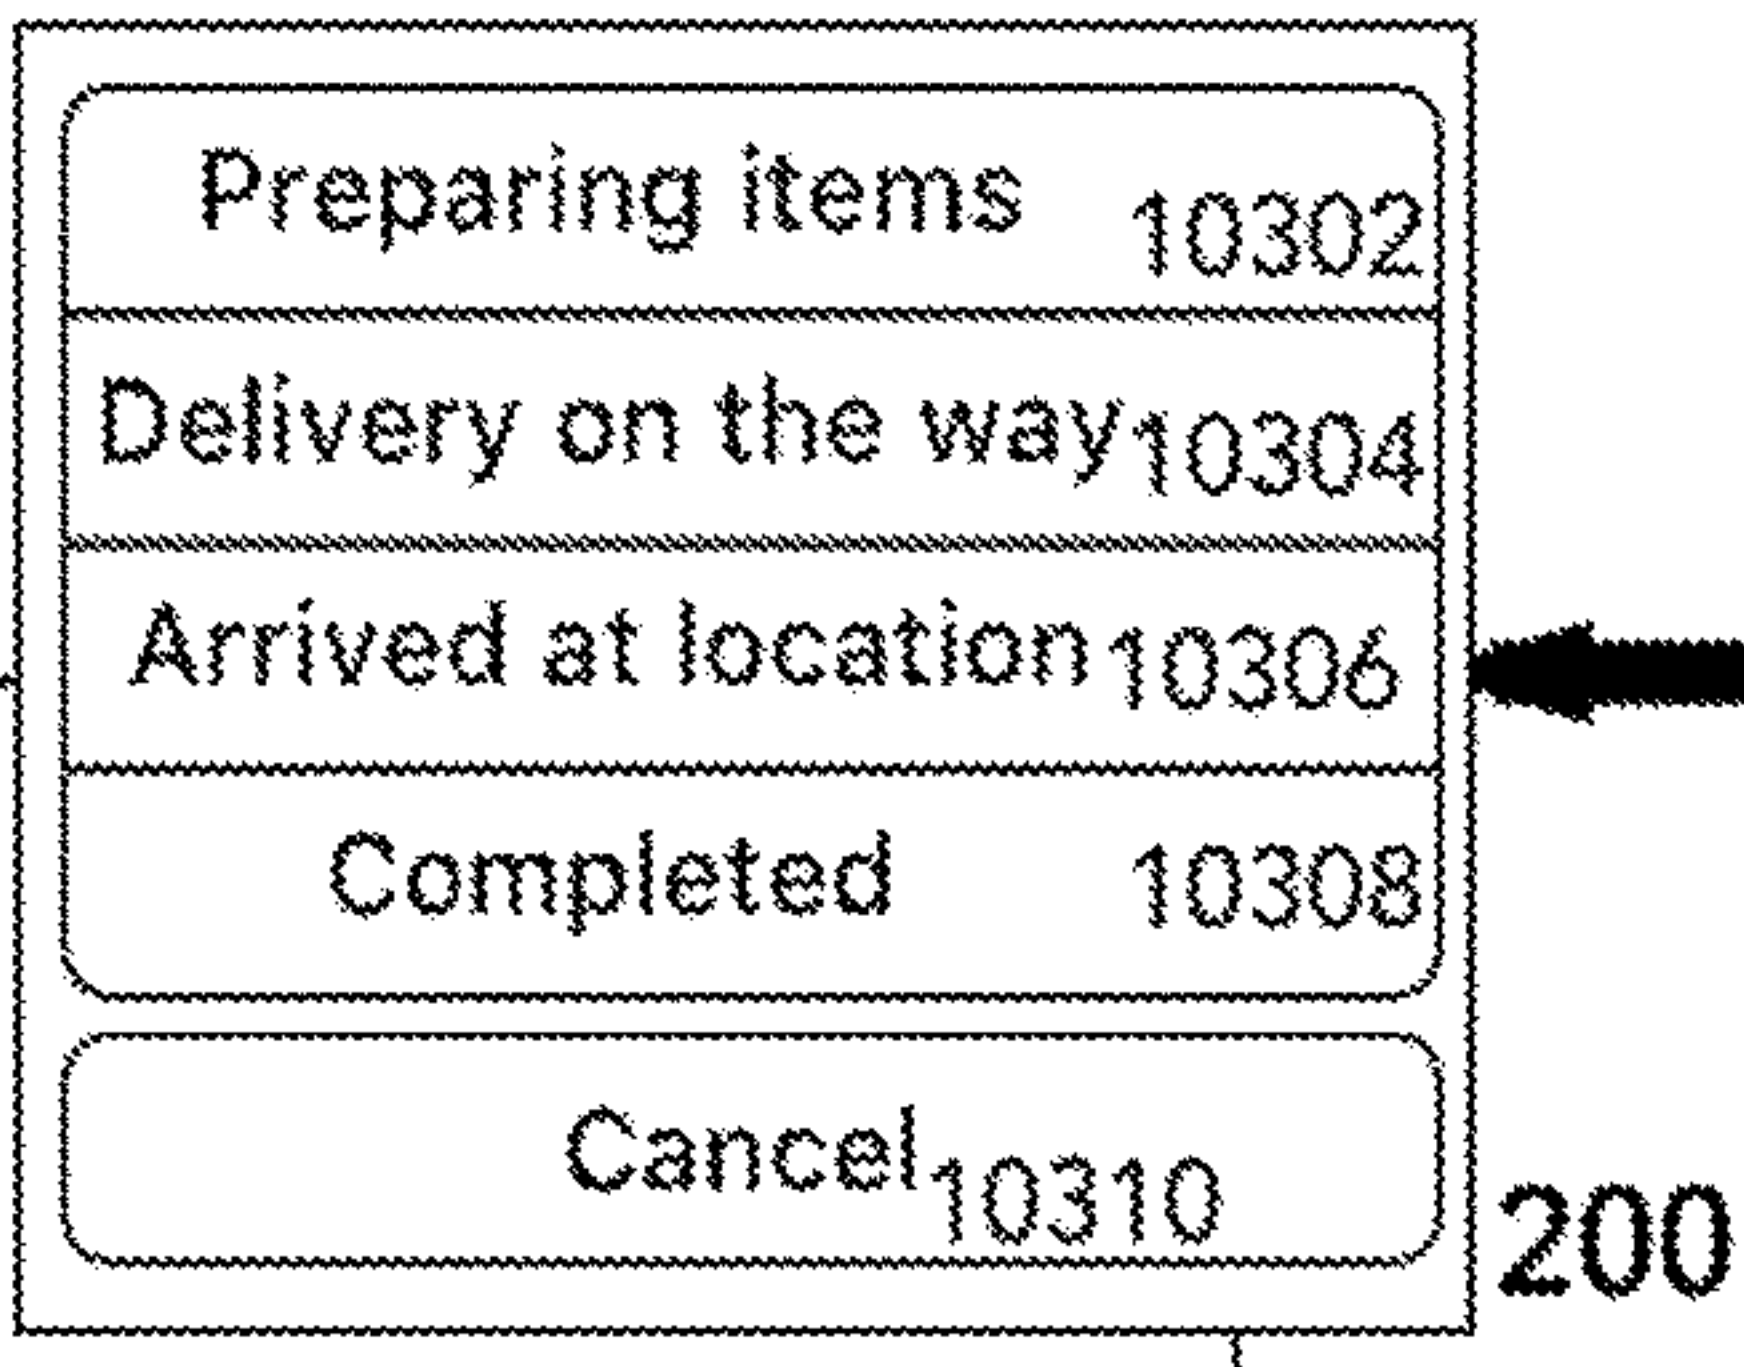 Preparing items 10302
Delivery on the way 10304
Arrived at location 10306
Completed 10308
Cancel 10310
200